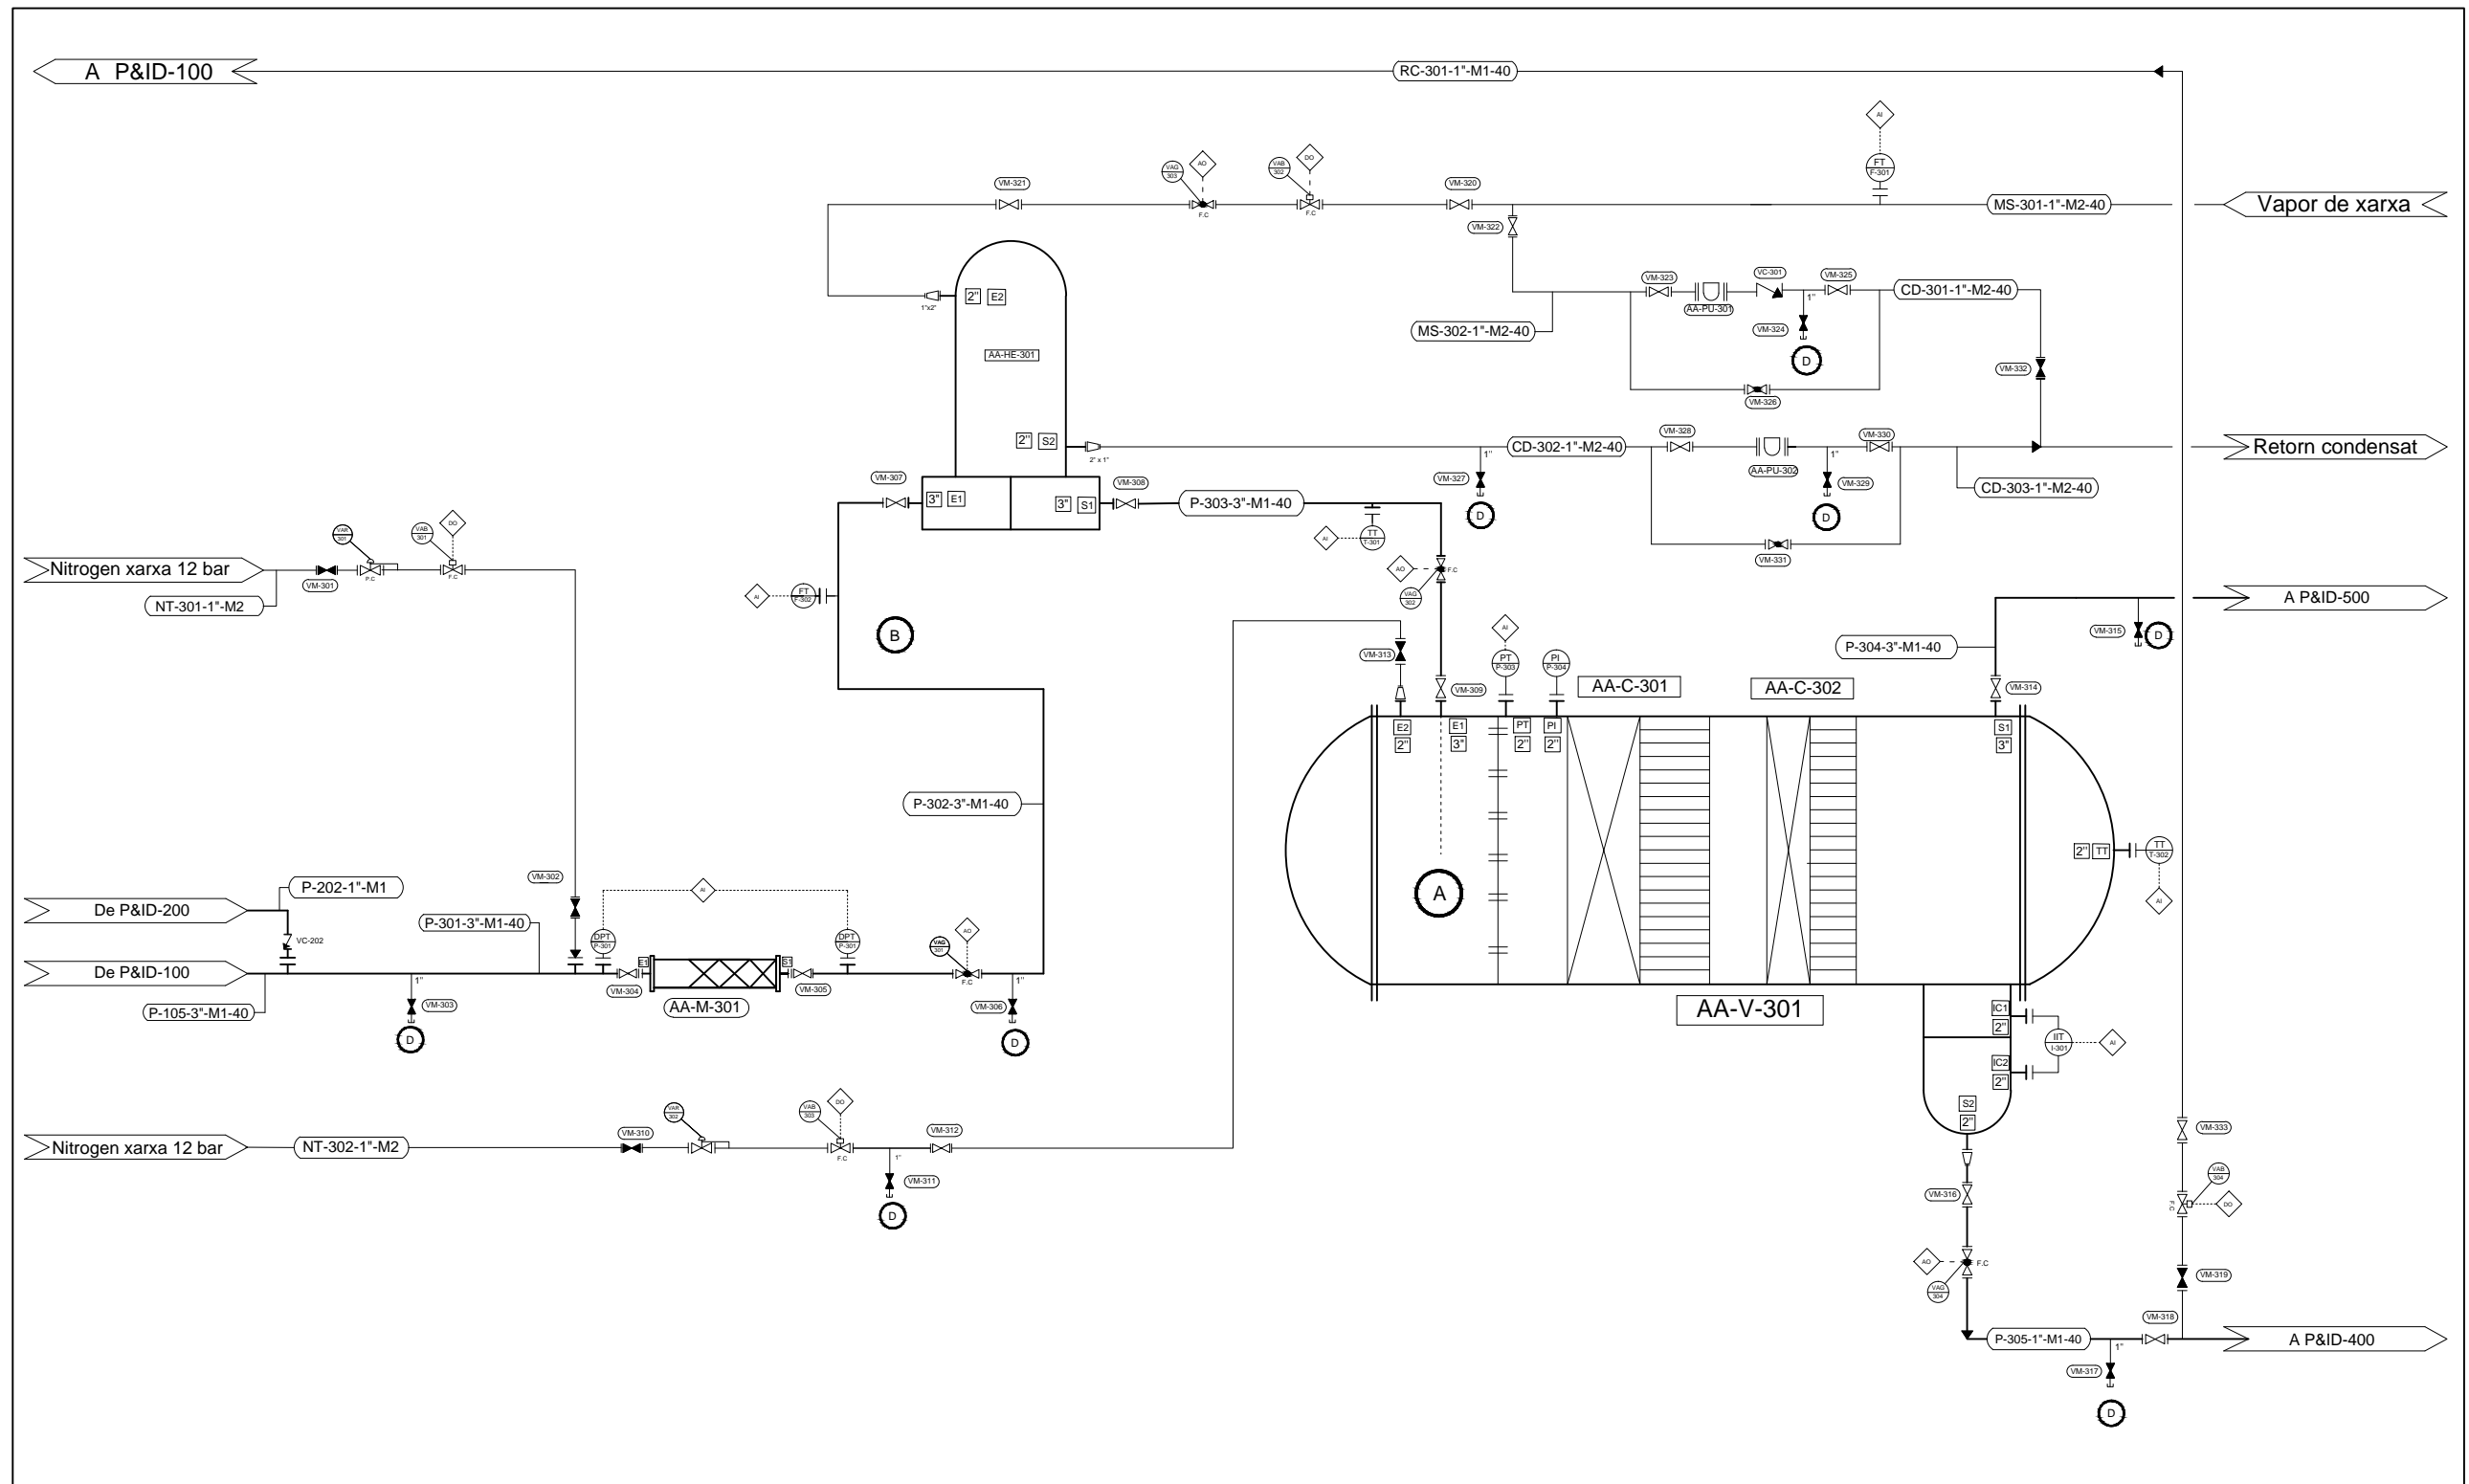 A P&ID-100
RC-301-1"-M1-40
AI
FT
F-301
VAG
303
AO
VAB
302
DO
VM-321
F.C
F.C
VM-320
MS-301-1"-M2-40
Vapor de xarxa
VM-322
VM-323
VC-301
VM-325
1"
CD-301-1"-M2-40
AA-PU-301
VM-324
D
MS-302-1"-M2-40
VM-332
VM-326
1"x2"
2"
E2
AA-HE-301
2"
S2
2" x 1"
1"
VM-327
D
CD-302-1"-M2-40
VM-328
AA-PU-302
1"
VM-330
VM-329
D
Retorn condensat
CD-303-1"-M2-40
VM-331
VM-307
3"
E1
3"
S1
VM-308
P-303-3"-M1-40
AI
TT
T-301
AO
F.C
VAG
302
Nitrogen xarxa 12 bar
NT-301-1"-M2
VM-301
VAR
301
P.C
VAB
301
DO
F.C
AI
FT
F-302
B
A P&ID-500
VM-315
D
P-304-3"-M1-40
VM-314
VM-313
VM-309
AI
PT
P-303
PI
P-304
AA-C-301
AA-C-302
E2
2"
E1
3"
PT
2"
PI
2"
S1
3"
A
2"
TT
TT
T-302
AI
AA-V-301
P-302-3"-M1-40
P-202-1"-M1
De P&ID-200
VC-202
P-301-3"-M1-40
De P&ID-100
P-105-3"-M1-40
1"
VM-303
D
VM-302
DPT
P-301
AI
DPT
P-301
E1
S1
VM-304
VM-305
AA-M-301
VAG
301
AO
F.C
1"
VM-306
D
IC1
2"
IC2
2"
IIT
I-301
AI
S2
2"
Nitrogen xarxa 12 bar
NT-302-1"-M2
VM-310
VAR
302
VAB
303
DO
F.C
1"
VM-312
VM-311
D
VM-316
AO
F.C
VAG
304
VM-333
VAB
304
F.C
DO
VM-319
P-305-1"-M1-40
1"
VM-318
VM-317
D
A P&ID-400